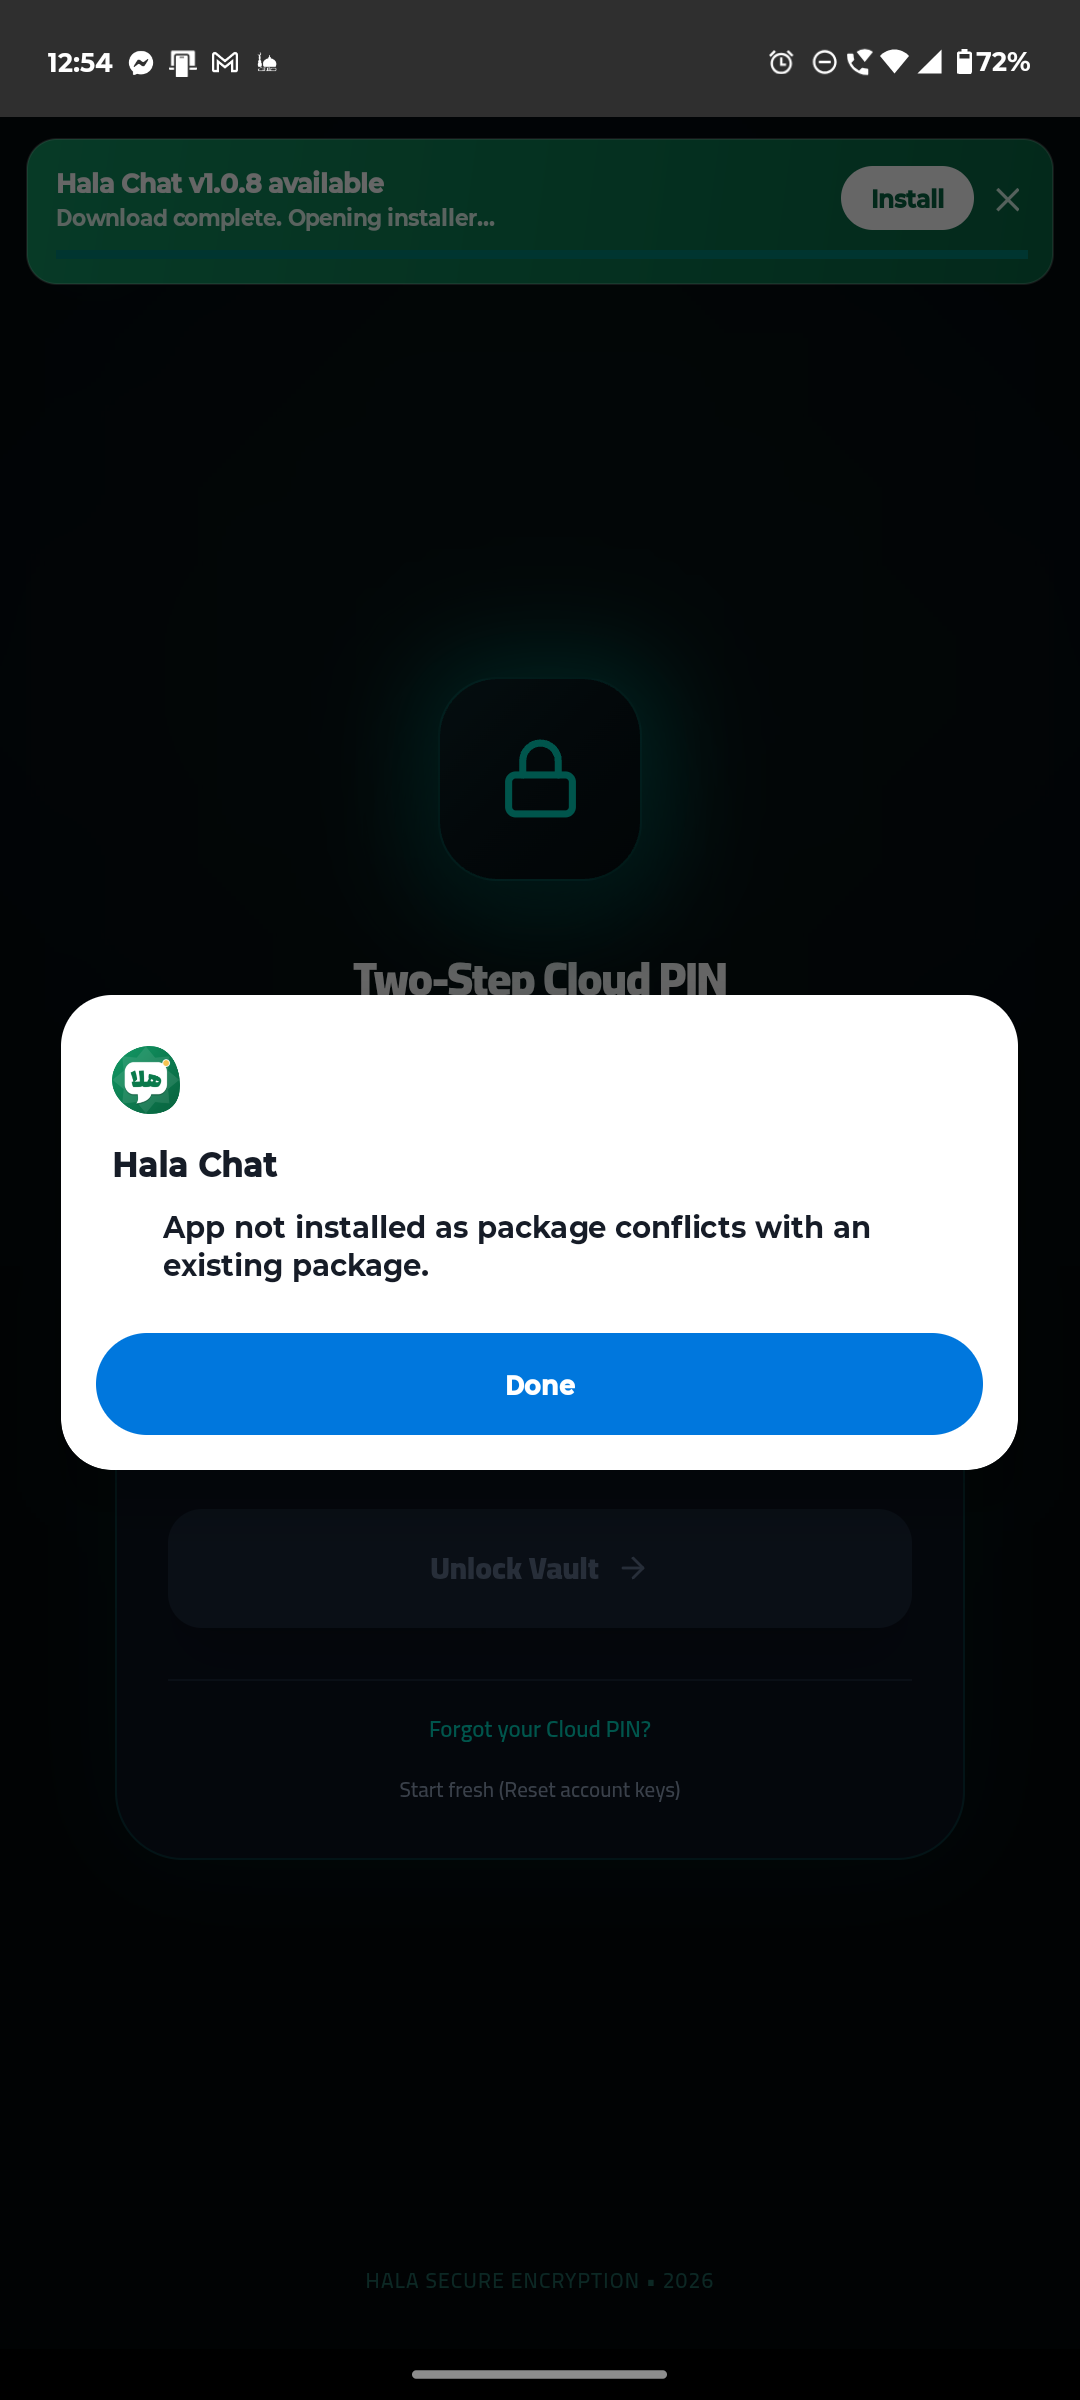 12:54
72%
Hala Chat v1.0.8 available
Download complete. Opening installer...
Install
Two-Step Cloud PIN
هلا
Hala Chat
App not installed as package conflicts with an
existing package.
Done
Unlock Vault
Forgot your Cloud PIN?
Start fresh (Reset account keys)
HALA SECURE ENCRYPTION • 2026